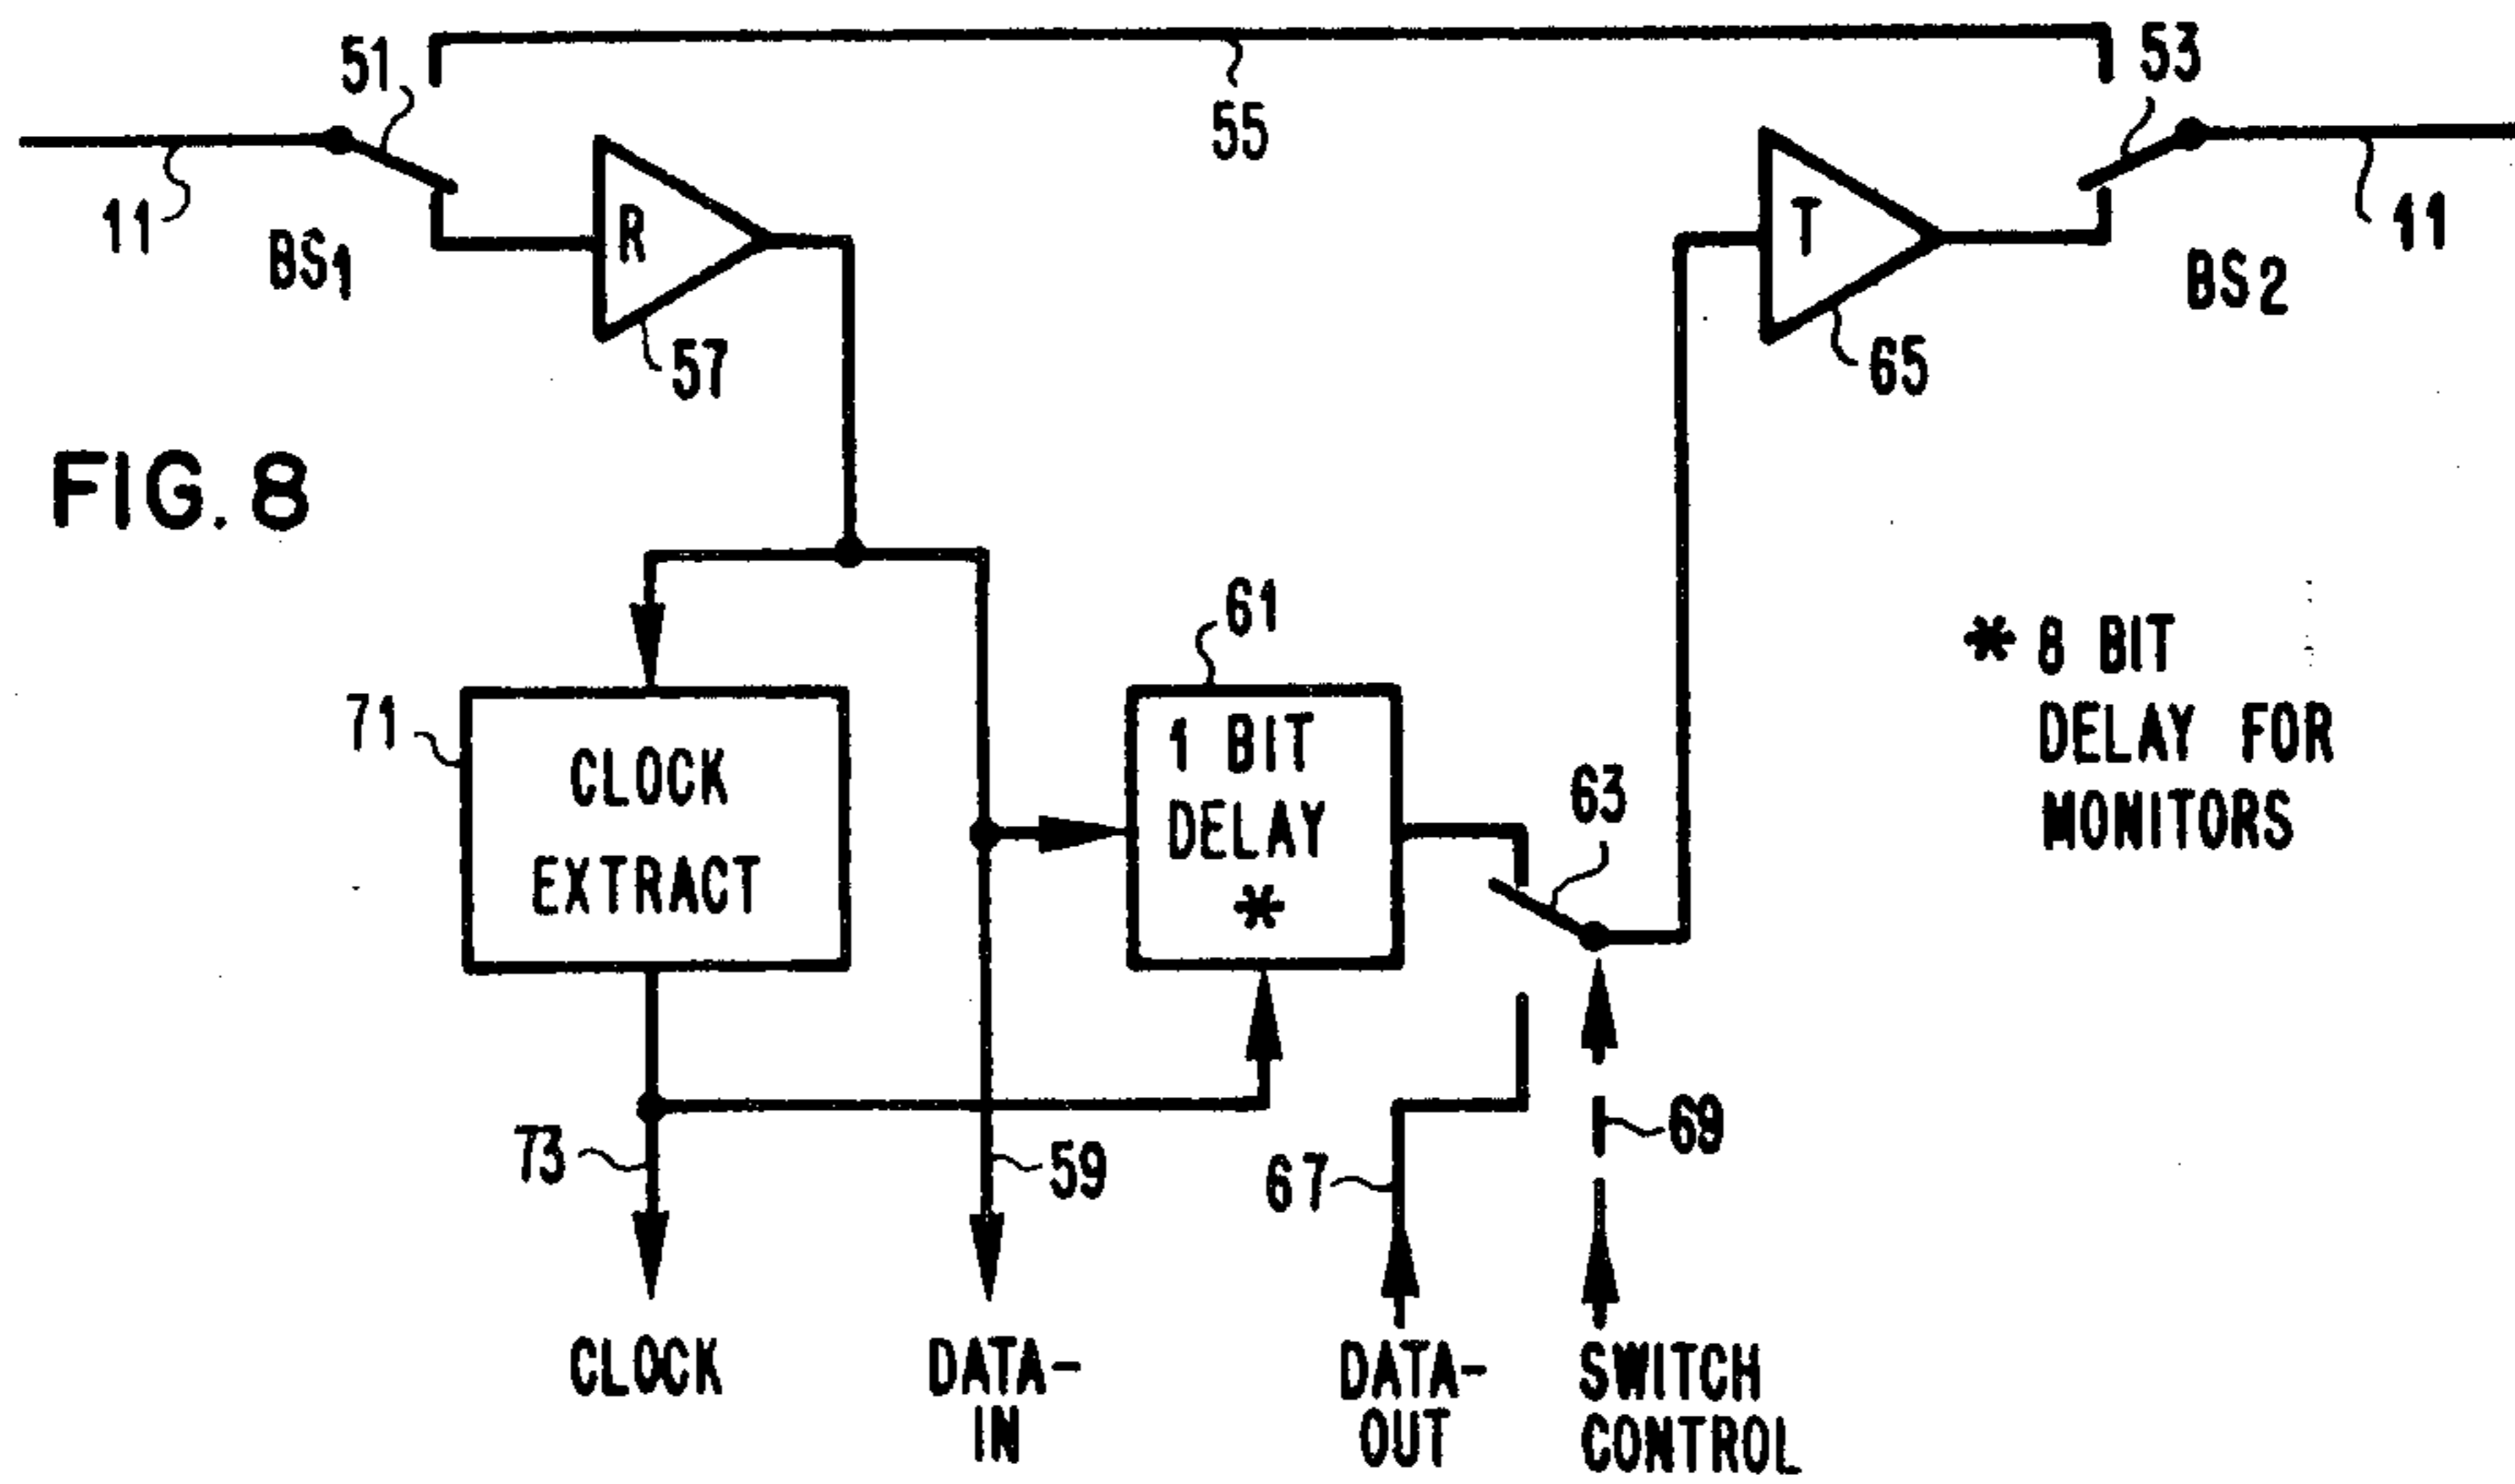 51
53
55
11
BS1
R
T
11
BS2
57
65
FIG. 8
61
* 8 BIT
DELAY FOR
MONITORS
71
CLOCK
EXTRACT
1 BIT
DELAY
*
63
73
59
67
69
CLOCK
DATA-
IN
DATA-
OUT
SWITCH
CONTROL